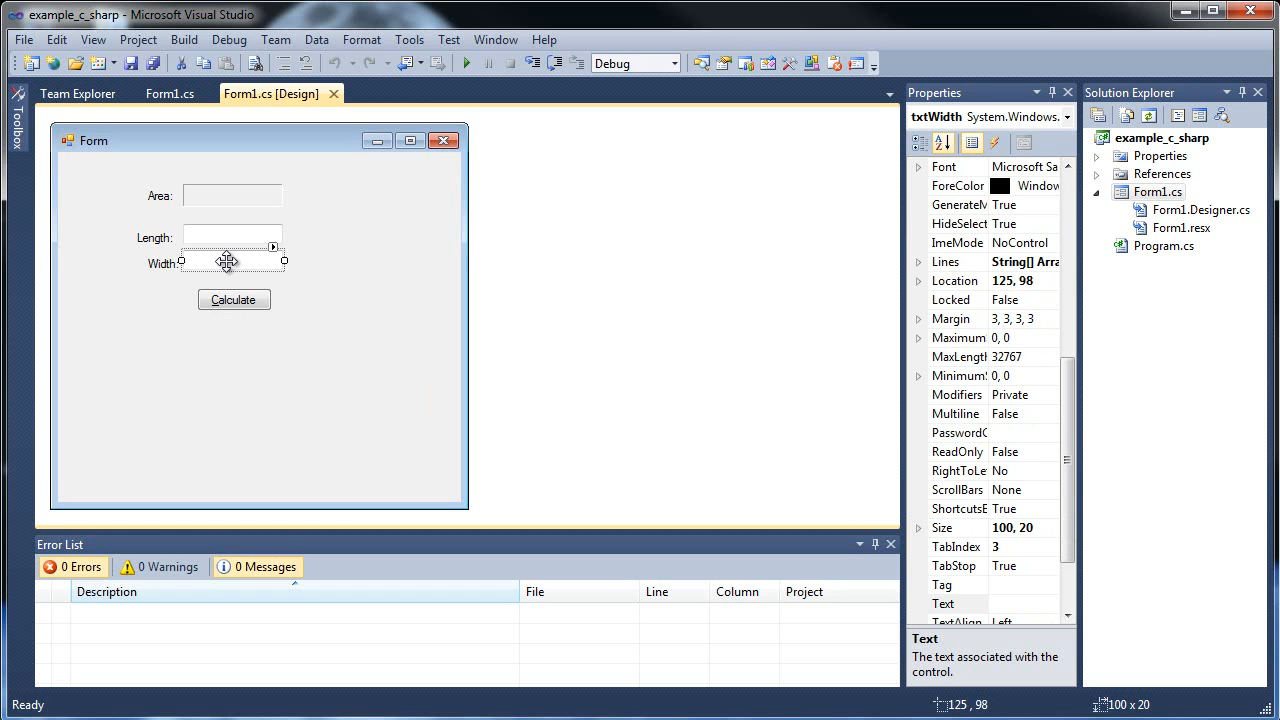 example_c_sharp - Microsoft Visual Studio
File Edit View Project Build Debug Team Data Format Tools Test Window Help
Debug
Toolbox
Team Explorer Form1.cs Form1.cs [Design]
Form
Area:
Length:
Width:
Calculate
Error List
0 Errors 0 Warnings 0 Messages
Description File Line Column Project
Properties
txtWidth System.Windows.
Font Microsoft Sa
ForeColor Window
GenerateM True
HideSelect True
ImeMode NoControl
Lines String[] Arra
Location 125, 98
Locked False
Margin 3, 3, 3, 3
Maximum 0, 0
MaxLength 32767
MinimumS 0, 0
Modifiers Private
Multiline False
PasswordC
ReadOnly False
RightToLe No
ScrollBars None
ShortcutsE True
Size 100, 20
TabIndex 3
TabStop True
Tag
Text
TextAlign Left
Text
The text associated with the
control.
Solution Explorer
example_c_sharp
Properties
References
Form1.cs
Form1.Designer.cs
Form1.resx
Program.cs
Ready 125 , 98 100 x 20